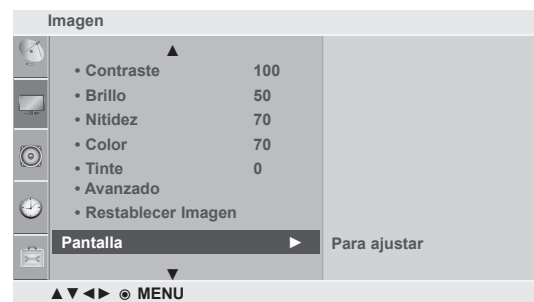 Imagen
▲
• Contraste 100
• Brillo 50
• Nitidez 70
• Color 70
• Tinte 0
• Avanzado
• Restablecer Imagen
Pantalla ► Para ajustar
▼
▲▼◄► ◉ MENU